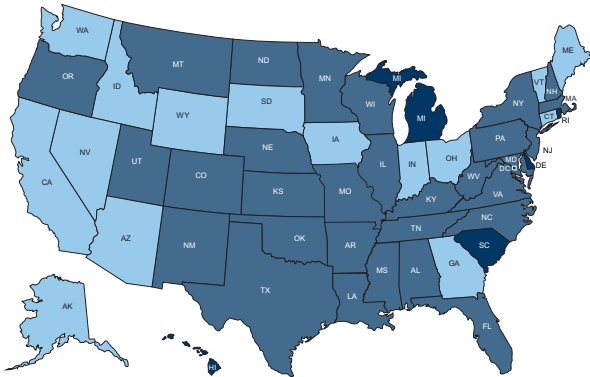 WA
ME
MT
ND
VT
OR
MN
NH
ID
SD
WI
NY
MA
MI
WY
MI
CT
RI
IA
PA
NE
NJ
NV
OH
IN
MD
UT
IL
DE
DC
CO
WV
CA
KS
MO
VA
KY
NC
TN
AZ
OK
NM
AR
SC
MS
AL
GA
TX
LA
AK
FL
HI